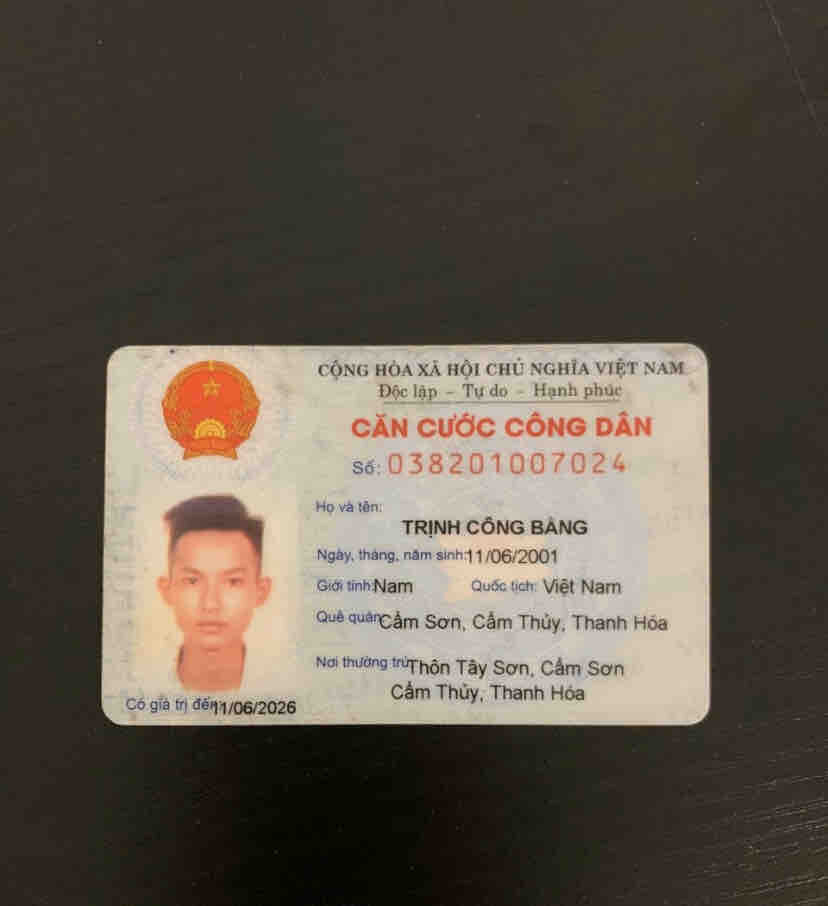 CỘNG HÒA XÃ HỘI CHỦ NGHĨA VIỆT NAM
Độc lập - Tự do - Hạnh phúc
CĂN CƯỚC CÔNG DÂN
Số: 038201007024
Họ và tên:
TRỊNH CÔNG BẰNG
Ngày, tháng, năm sinh: 11/06/2001
Giới tính: Nam Quốc tịch: Việt Nam
Quê quán Cẩm Sơn, Cẩm Thủy, Thanh Hóa
Nơi thường trú: Thôn Tây Sơn, Cẩm Sơn
Cẩm Thủy, Thanh Hóa
Có giá trị đến: 11/06/2026